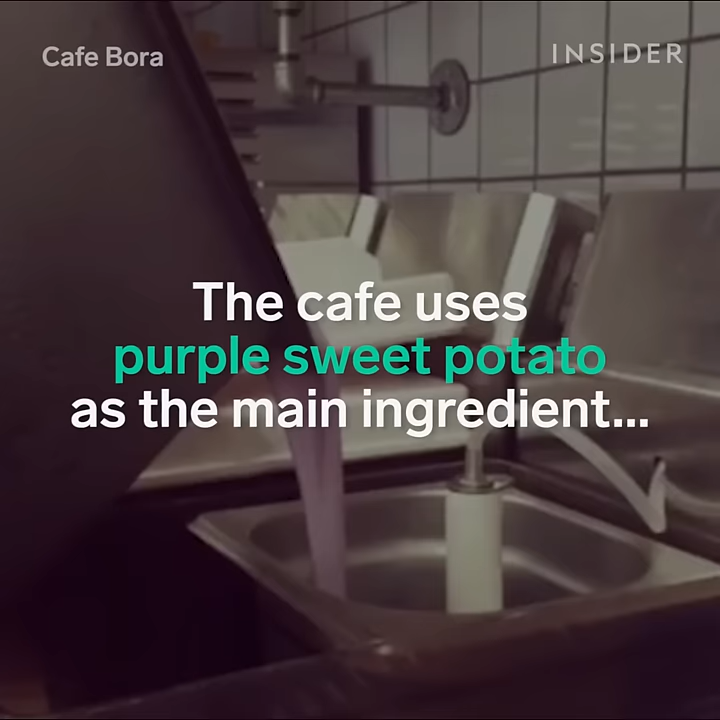 Cafe Bora
INSIDER
The cafe uses
purple sweet potato
as the main ingredient...